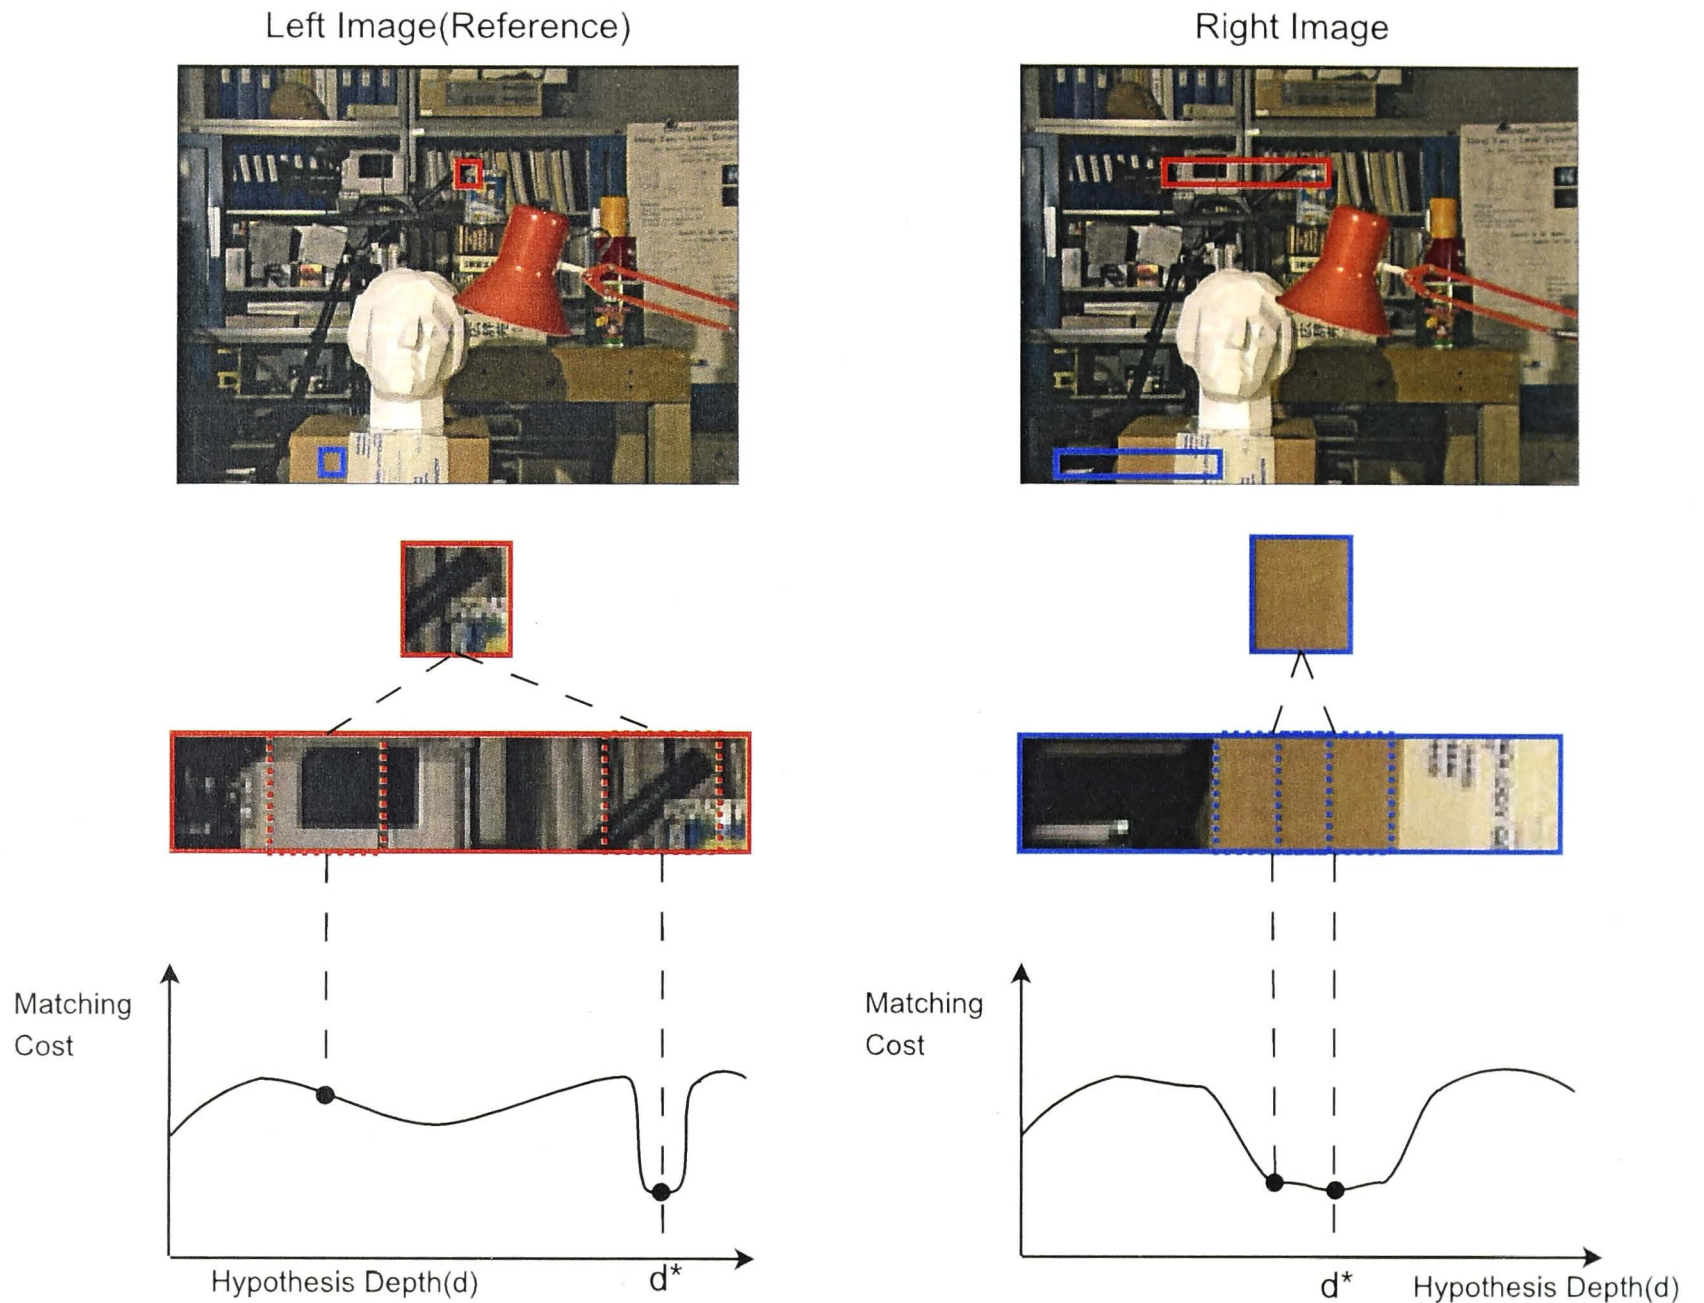 Left Image(Reference)
Right Image
Matching
Cost
Hypothesis Depth(d)
d*
Matching
Cost
d*
Hypothesis Depth(d)